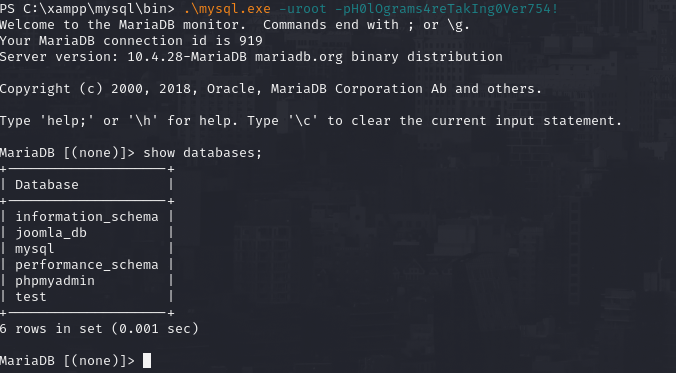 PS C:\xampp\mysql\bin> .\mysql.exe -uroot -pH0lOgrams4reTakIng0Ver754!
Welcome to the MariaDB monitor.  Commands end with ; or \g.
Your MariaDB connection id is 919
Server version: 10.4.28-MariaDB mariadb.org binary distribution

Copyright (c) 2000, 2018, Oracle, MariaDB Corporation Ab and others.

Type 'help;' or '\h' for help. Type '\c' to clear the current input statement.

MariaDB [(none)]> show databases;
+--------------------+
| Database           |
+--------------------+
| information_schema |
| joomla_db          |
| mysql              |
| performance_schema |
| phpmyadmin         |
| test               |
+--------------------+
6 rows in set (0.001 sec)

MariaDB [(none)]>